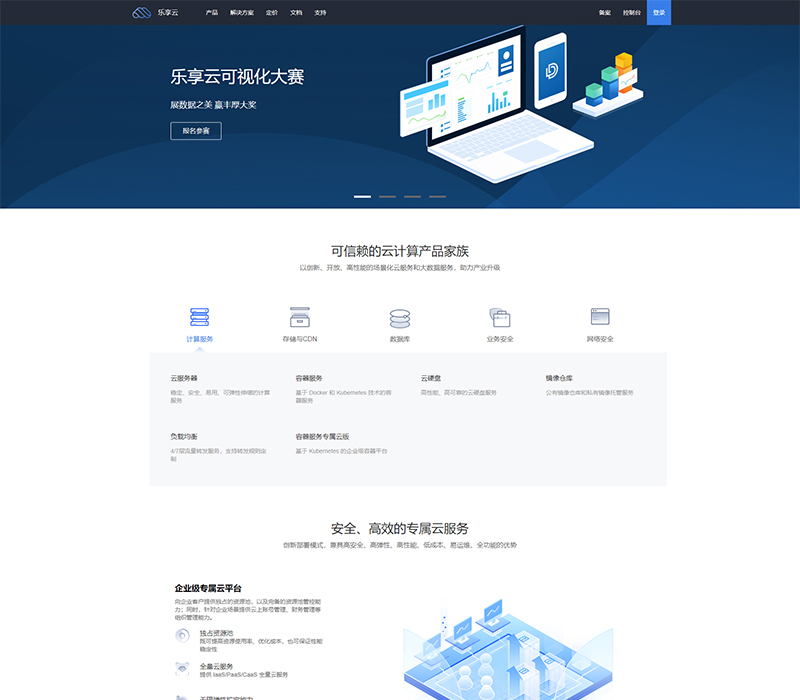 乐享云 产品 解决方案 定价 文档 支持 备案 控制台 登录
乐享云可视化大赛
展数据之美 赢丰厚大奖
报名参赛
可信赖的云计算产品家族
以创新、开放、高性能的场景化云服务和大数据服务，助力产业升级
计算服务 存储与CDN 数据库 业务安全 网络安全
云服务器
稳定、安全、易用、可弹性伸缩的计算
服务
容器服务
基于 Docker 和 Kubernetes 技术的容
器服务
云硬盘
高性能、高可靠的云硬盘服务
镜像仓库
公有镜像仓库和私有镜像托管服务
负载均衡
4/7层流量转发服务，支持转发规则定
制
容器服务专属云版
基于 Kubernetes 的企业级容器平台
安全、高效的专属云服务
创新部署模式，兼具高安全、高弹性、高性能、低成本、易运维、全功能的优势
企业级专属云平台
向企业客户提供独占的资源池，以及完备的资源池管控能
力；同时，针对企业场景提供云上账号管理、财务管理等
组织管理能力。
独占资源池
既可提高资源使用率、优化成本，也可保证性能
稳定性
全量云服务
提供 IaaS/PaaS/CaaS 全量云服务